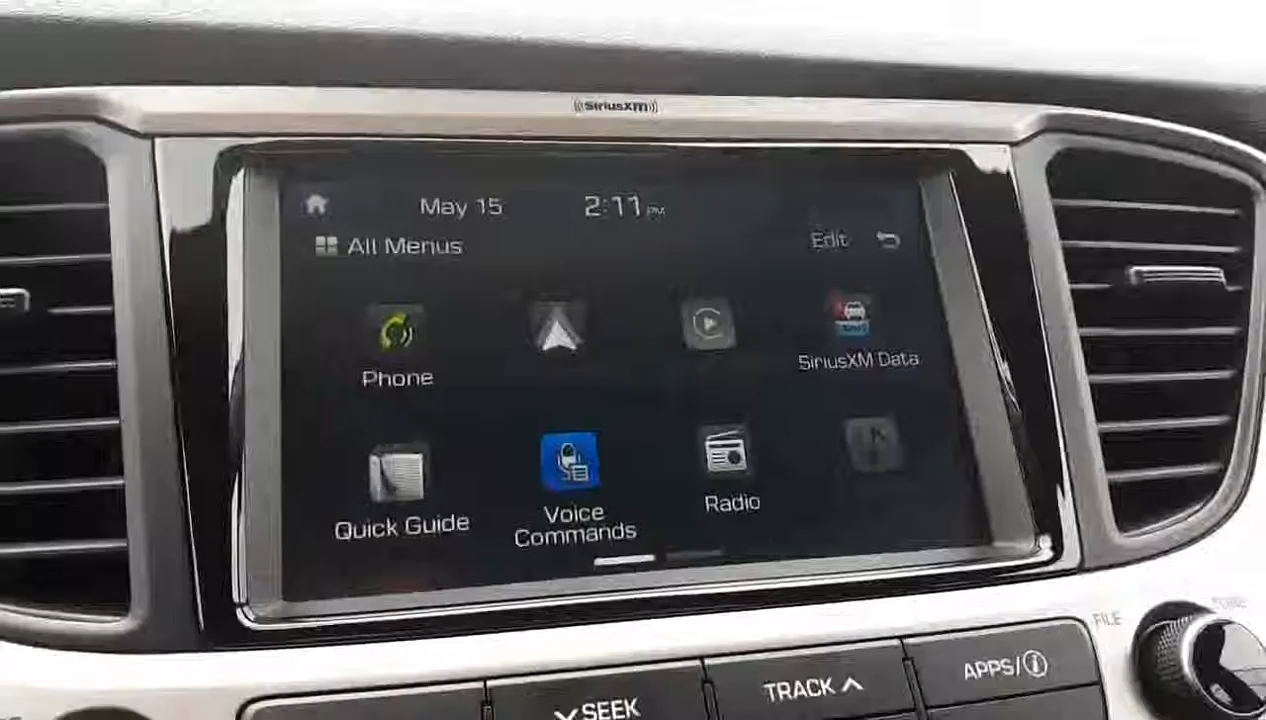 SiriusXM
May 15 2:11 PM
All Menus Edit
Phone
SiriusXM Data
Quick Guide
Voice
Commands
Radio
FILE
SEEK
TRACK
APPS/i